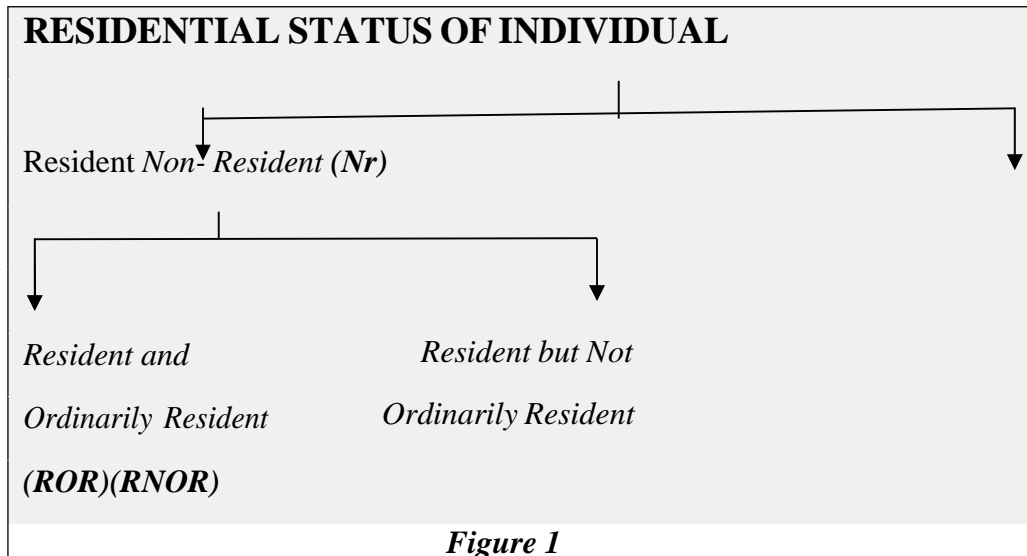 RESIDENTIAL STATUS OF INDIVIDUAL
Resident Non- Resident (Nr)
Resident and Resident but Not
Ordinarily Resident Ordinarily Resident
(ROR)(RNOR)
Figure 1